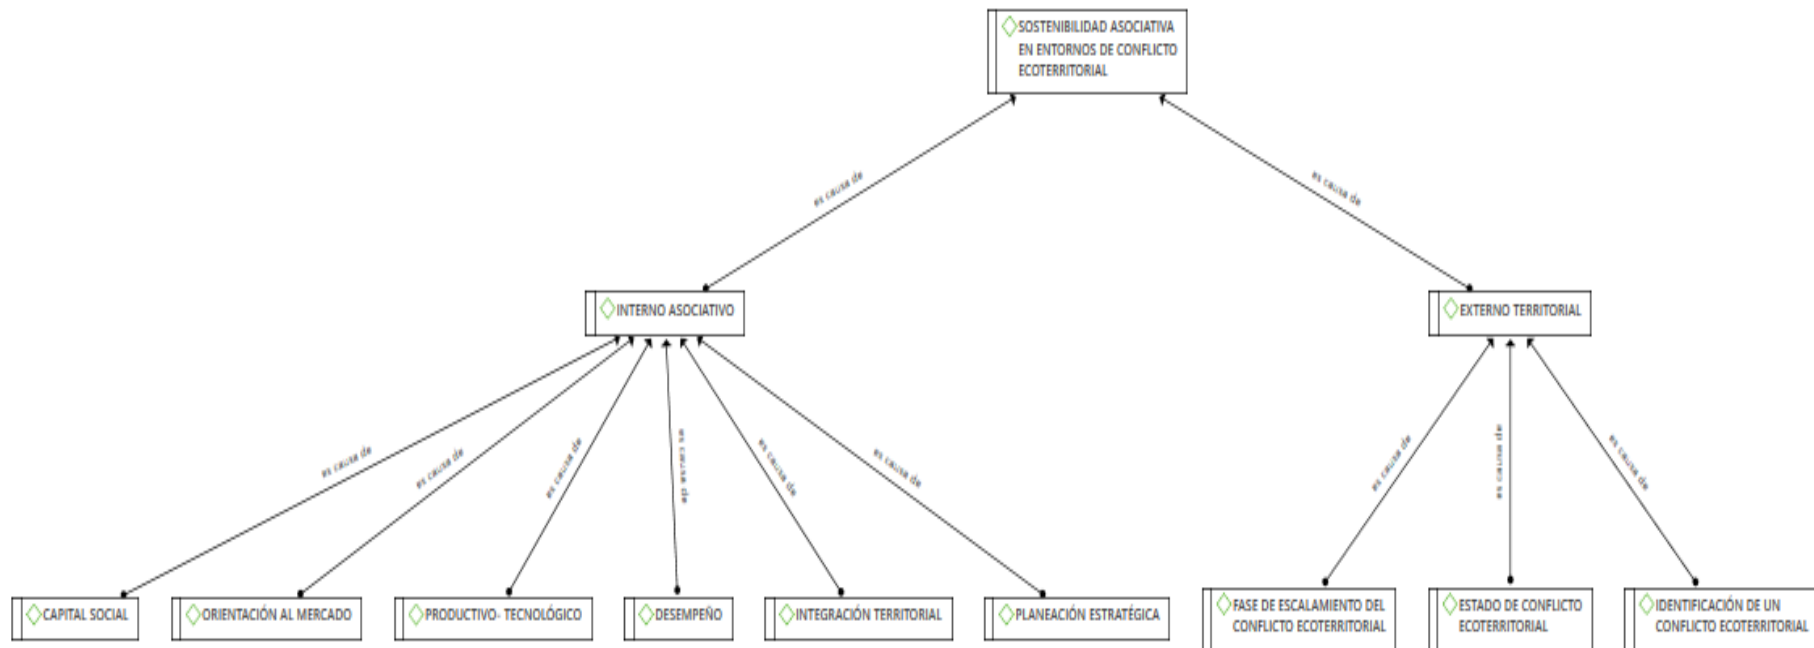 SOSTENIBILIDAD ASOCIATIVA
EN ENTORNOS DE CONFLICTO
ECOTERRITORIAL
es causa de
es causa de
INTERNO ASOCIATIVO
EXTERNO TERRITORIAL
es causa de
es causa de
es causa de
es causa de
es causa de
es causa de
es causa de
es causa de
es causa de
CAPITAL SOCIAL
ORIENTACIÓN AL MERCADO
PRODUCTIVO- TECNOLÓGICO
DESEMPEÑO
INTEGRACIÓN TERRITORIAL
PLANEACIÓN ESTRATÉGICA
FASE DE ESCALAMIENTO DEL
CONFLICTO ECOTERRITORIAL
ESTADO DE CONFLICTO
ECOTERRITORIAL
IDENTIFICACIÓN DE UN
CONFLICTO ECOTERRITORIAL